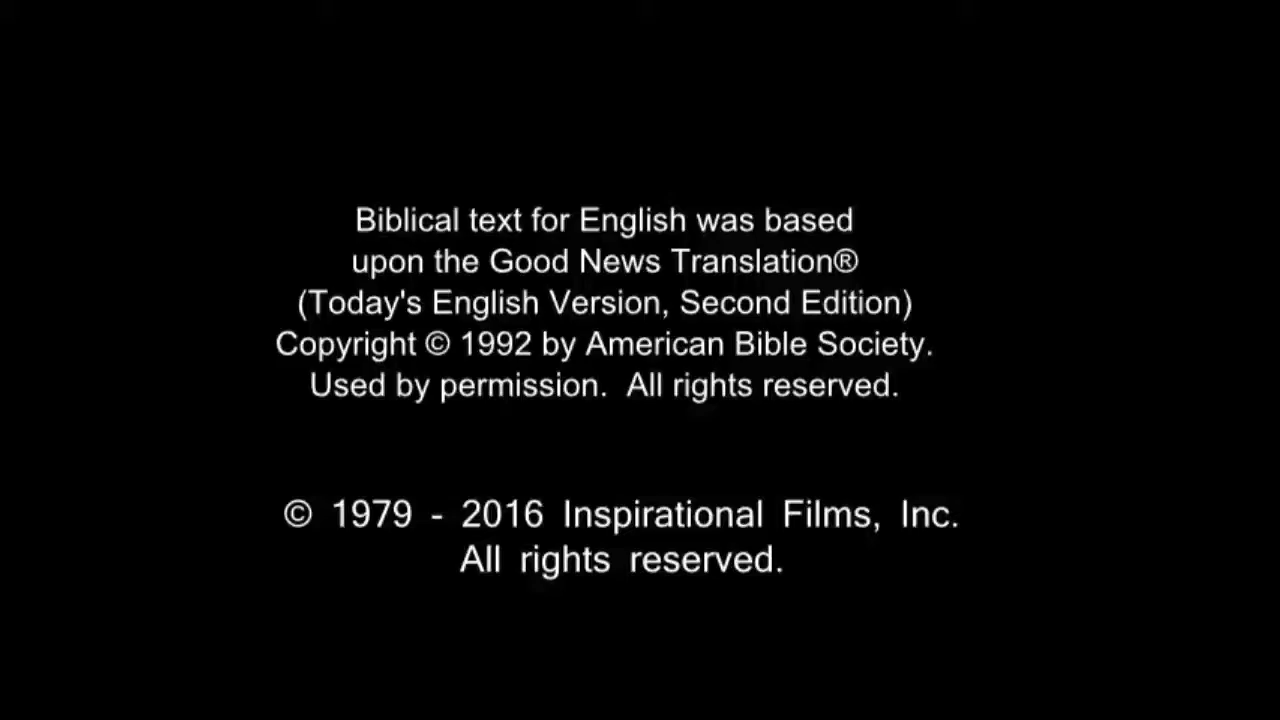 Biblical text for English was based
upon the Good News Translation®
(Today's English Version, Second Edition)
Copyright © 1992 by American Bible Society.
Used by permission.  All rights reserved.
© 1979 - 2016 Inspirational Films, Inc.
All rights reserved.